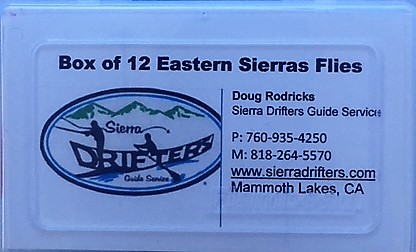 Box of 12 Eastern Sierras Flies
Sierra
DRIFTERS
Guide Service
Doug Rodricks
Sierra Drifters Guide Service
P: 760-935-4250
M: 818-264-5570
www.sierradrifters.com
Mammoth Lakes, CA